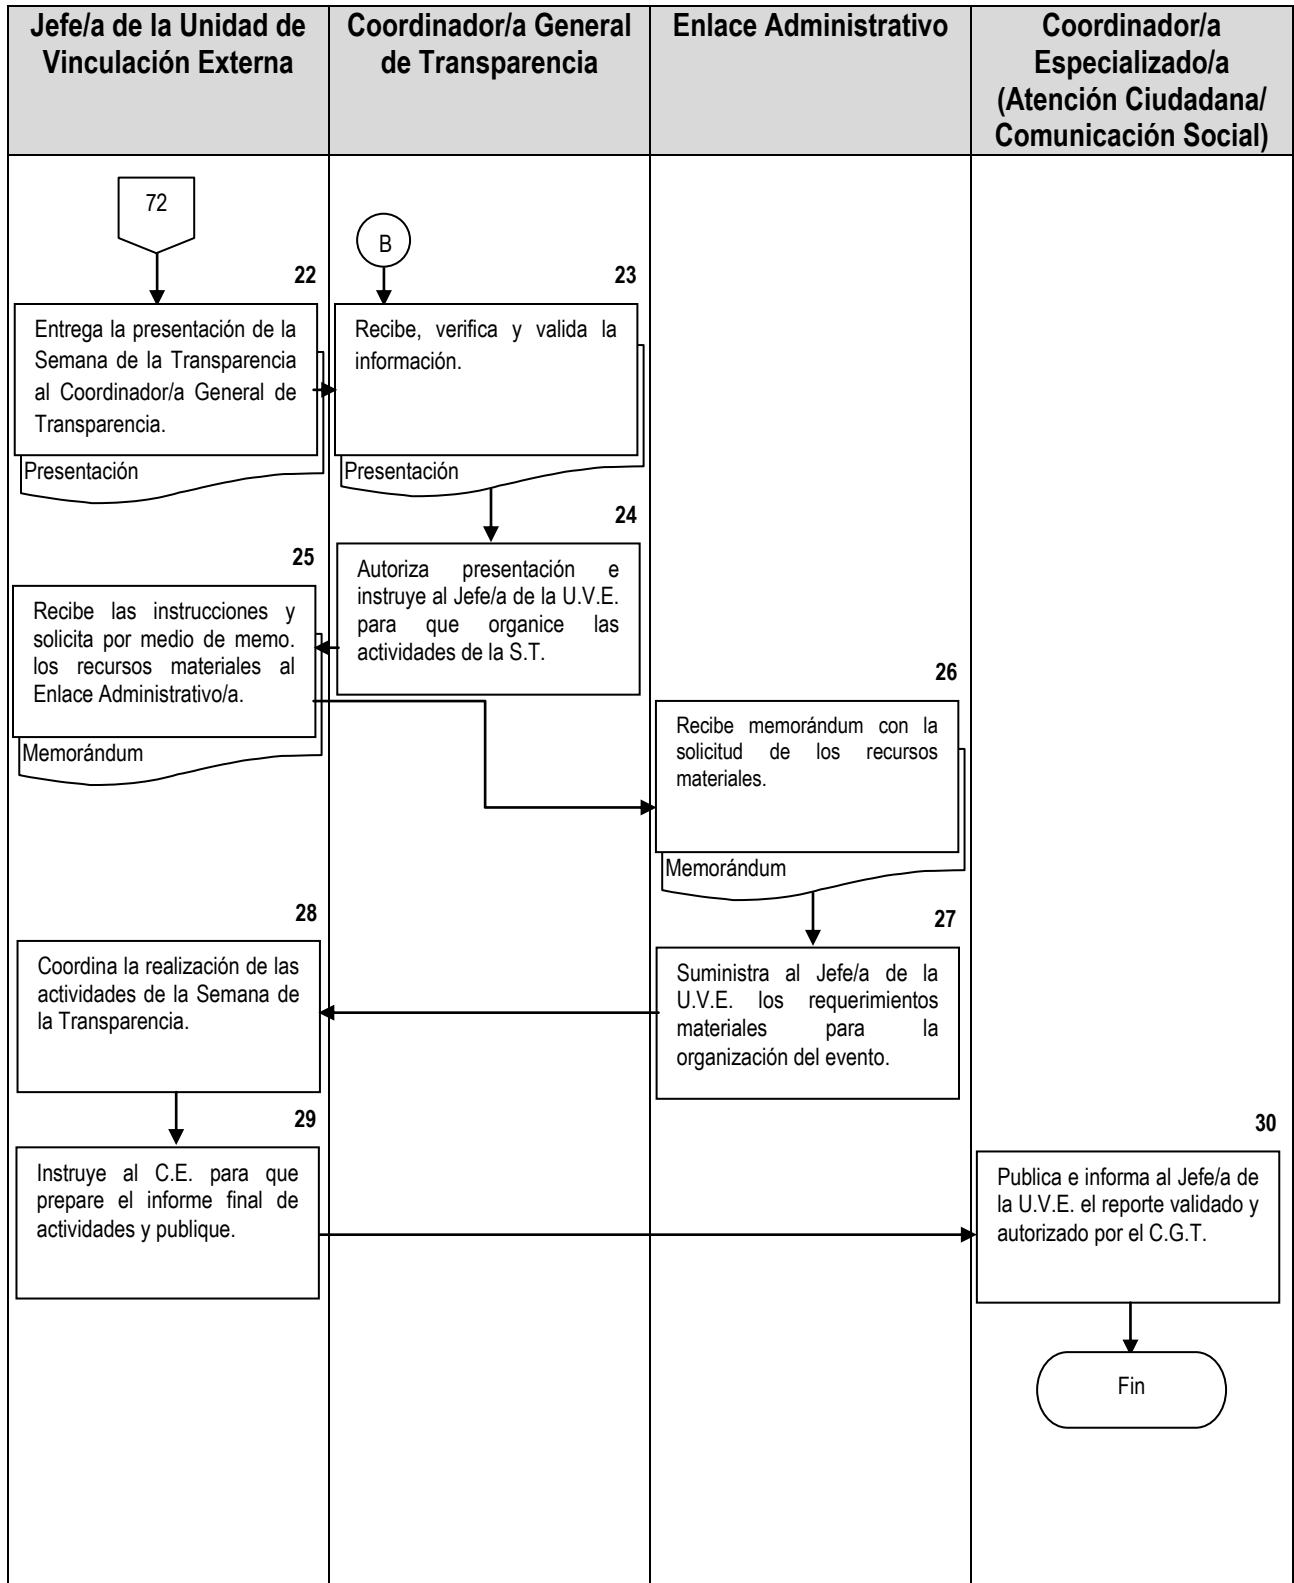 Jefe/a de la Unidad de
Vinculación Externa
Coordinador/a General
de Transparencia
Enlace Administrativo
Coordinador/a
Especializado/a
(Atención Ciudadana/
Comunicación Social)
72
22
Entrega la presentación de la
Semana de la Transparencia
al Coordinador/a General de
Transparencia.
Presentación
B
23
Recibe, verifica y valida la
información.
Presentación
24
Autoriza presentación e
instruye al Jefe/a de la U.V.E.
para que organice las
actividades de la S.T.
25
Recibe las instrucciones y
solicita por medio de memo.
los recursos materiales al
Enlace Administrativo/a.
Memorándum
26
Recibe memorándum con la
solicitud de los recursos
materiales.
Memorándum
27
Suministra al Jefe/a de la
U.V.E. los requerimientos
materiales para la
organización del evento.
28
Coordina la realización de las
actividades de la Semana de
la Transparencia.
29
Instruye al C.E. para que
prepare el informe final de
actividades y publique.
30
Publica e informa al Jefe/a de
la U.V.E. el reporte validado y
autorizado por el C.G.T.
Fin